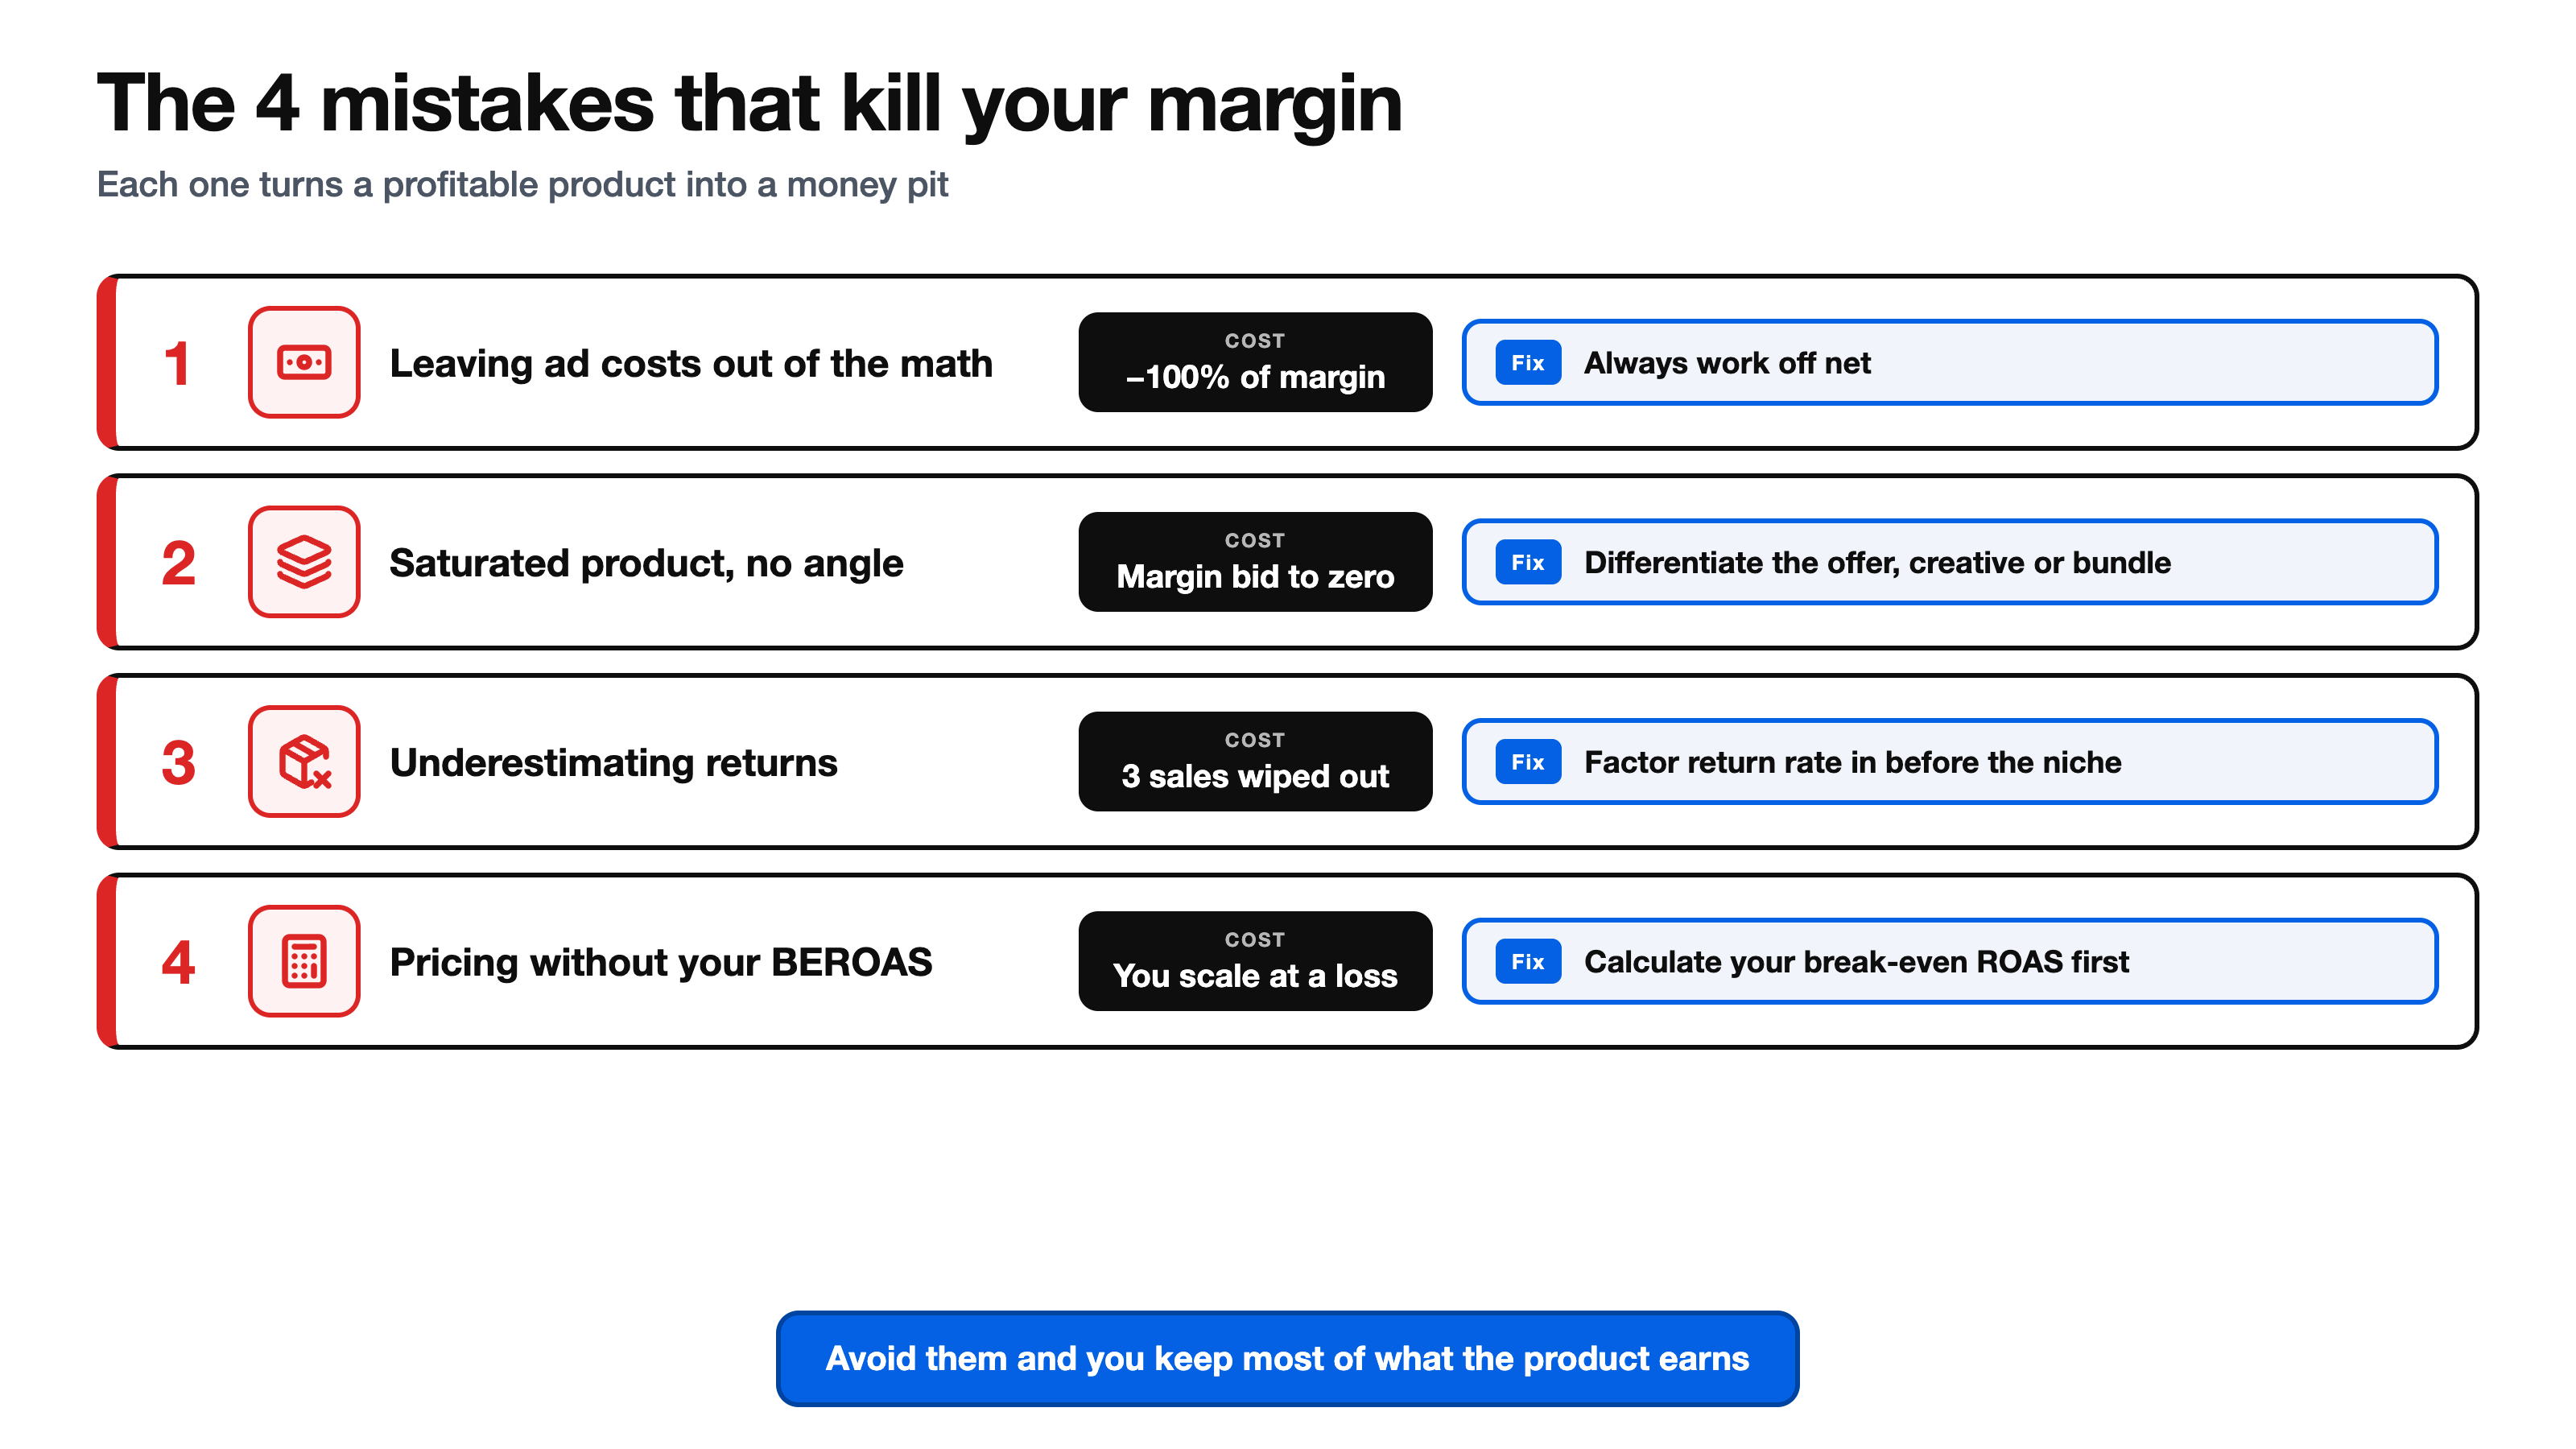 The 4 mistakes that kill your margin
Each one turns a profitable product into a money pit
1
Leaving ad costs out of the math
COST
–100% of margin
Fix
Always work off net
2
Saturated product, no angle
COST
Margin bid to zero
Fix
Differentiate the offer, creative or bundle
3
Underestimating returns
COST
3 sales wiped out
Fix
Factor return rate in before the niche
4
Pricing without your BEROAS
COST
You scale at a loss
Fix
Calculate your break-even ROAS first
Avoid them and you keep most of what the product earns